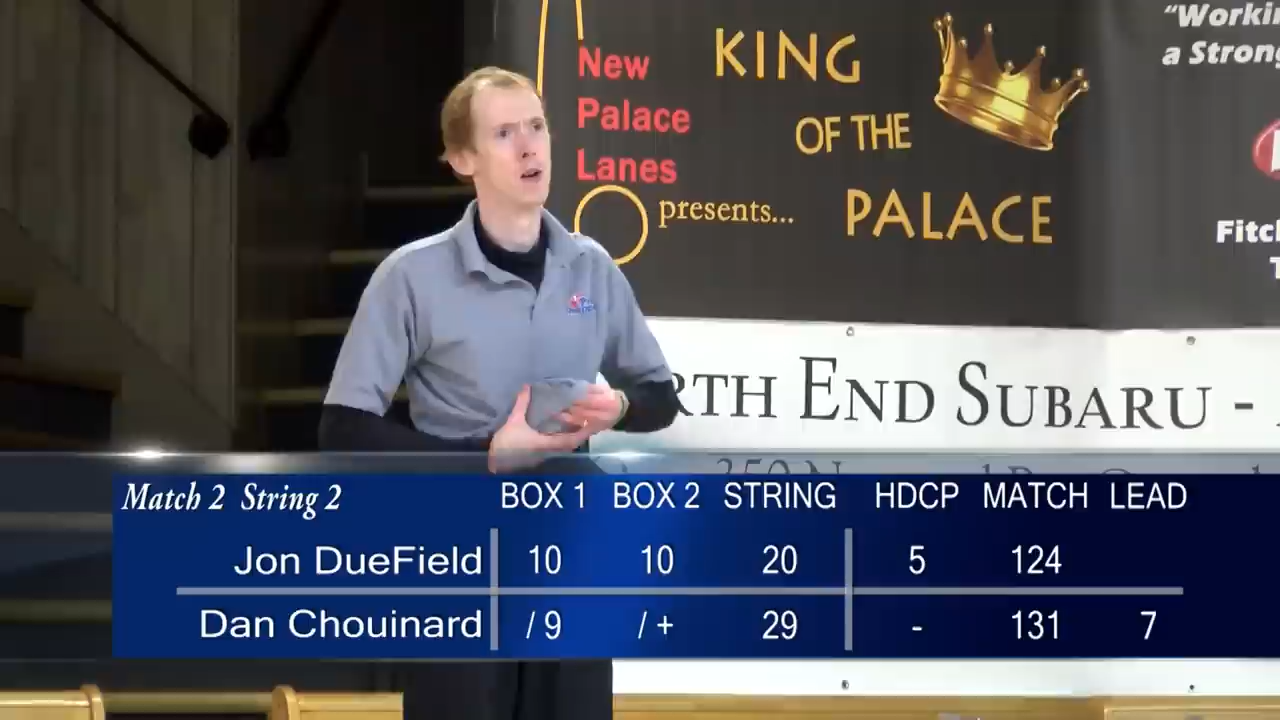 New
Palace
Lanes
presents...
KING
OF THE
PALACE
"Workin
a Strong
Fitch
RTH END SUBARU -
Match 2 String 2 BOX 1 BOX 2 STRING HDCP MATCH LEAD
Jon DueField 10 10 20 5 124
Dan Chouinard / 9 / + 29 - 131 7